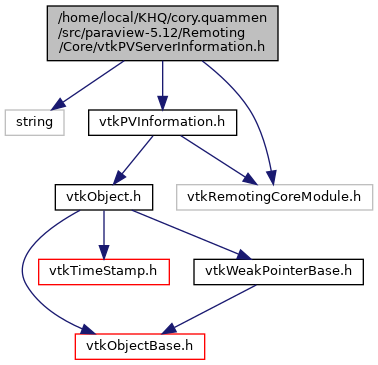 /home/local/KHQ/cory.quammen
/src/paraview-5.12/Remoting
/Core/vtkPVServerInformation.h
string
vtkPVInformation.h
vtkObject.h
vtkRemotingCoreModule.h
vtkTimeStamp.h
vtkWeakPointerBase.h
vtkObjectBase.h